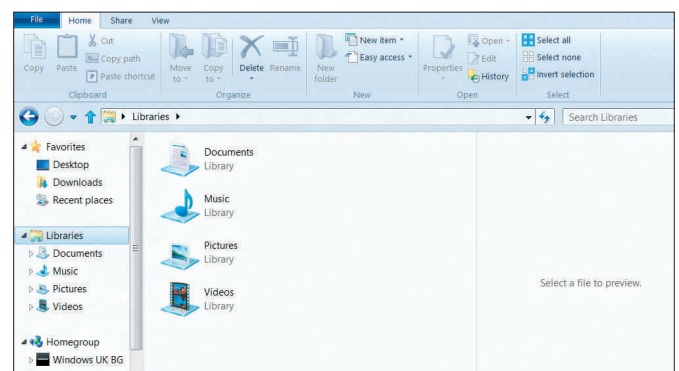 File Home Share View
Cut
Copy path
Paste shortcut
Copy Paste
Clipboard
Move to
Copy to
Delete Rename
Organize
New folder
New item
Easy access
New
Properties
Open
Edit
History
Open
Select all
Select none
Invert selection
Select
Libraries
Search Libraries
Favorites
Desktop
Downloads
Recent places
Libraries
Documents
Music
Pictures
Videos
Homegroup
Windows UK BG
Documents
Library
Music
Library
Pictures
Library
Videos
Library
Select a file to preview.